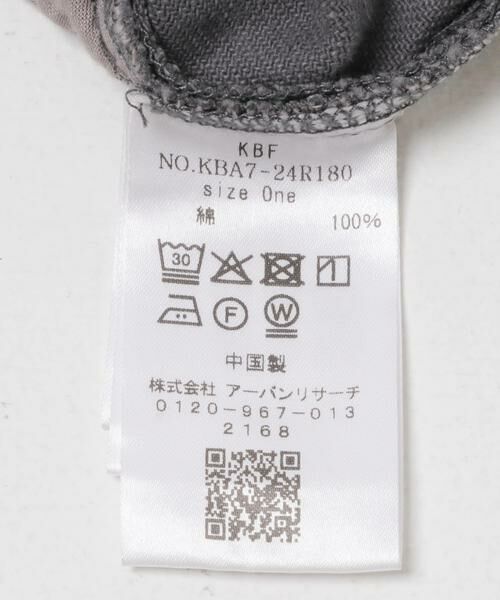 KBF
NO.KBA7-24R180
size One
綿 100%
30
F W
中国製
株式会社 アーバンリサーチ
0120-967-013
2168